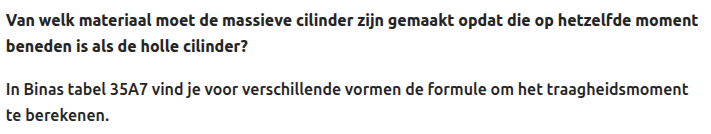 Van welk materiaal moet de massieve cilinder zijn gemaakt opdat die op hetzelfde moment
beneden is als de holle cilinder?
In Binas tabel 35A7 vind je voor verschillende vormen de formule om het traagheidsmoment
te berekenen.